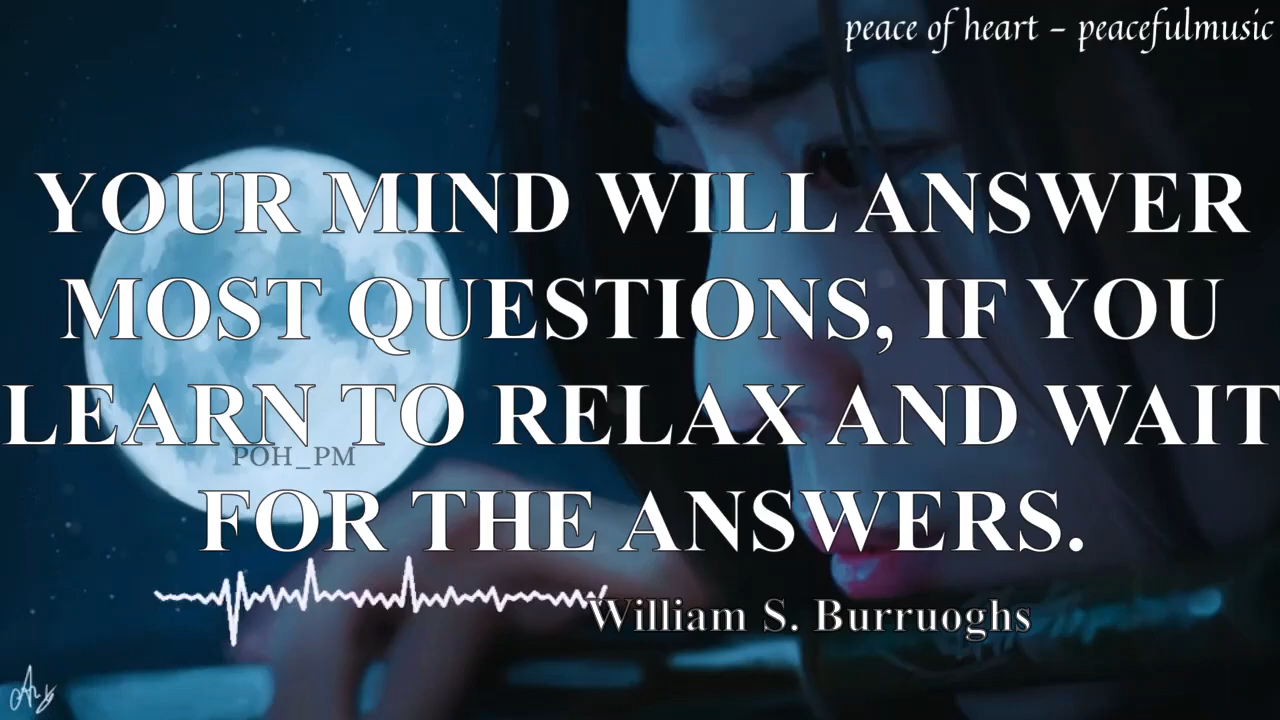 peace of heart - peacefulmusic
YOUR MIND WILL ANSWER
MOST QUESTIONS, IF YOU
LEARN TO RELAX AND WAIT
POH_PM
FOR THE ANSWERS.
William S. Burruoghs